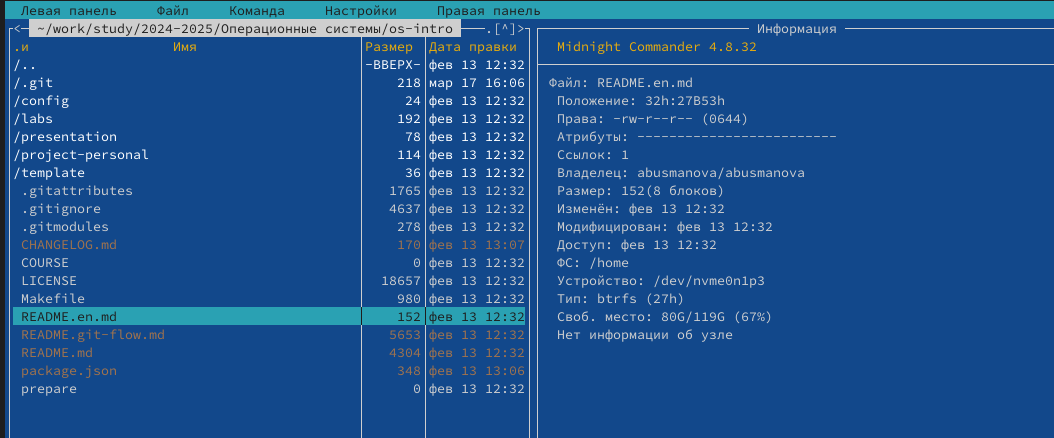 Левая панель Файл Команда Настройки Правая панель
<─ ~/work/study/2024-2025/Операционные системы/os-intro ──.[^]>
.и Имя Размер Дата правки
/.. -ВВЕРХ- фев 13 12:32
/.git 218 мар 17 16:06
/config 24 фев 13 12:32
/labs 192 фев 13 12:32
/presentation 78 фев 13 12:32
/project-personal 114 фев 13 12:32
/template 36 фев 13 12:32
.gitattributes 1765 фев 13 12:32
.gitignore 4637 фев 13 12:32
.gitmodules 278 фев 13 12:32
CHANGELOG.md 170 фев 13 13:07
COURSE 0 фев 13 12:32
LICENSE 18657 фев 13 12:32
Makefile 980 фев 13 12:32
README.en.md 152 фев 13 12:32
README.git-flow.md 5653 фев 13 12:32
README.md 4304 фев 13 12:32
package.json 348 фев 13 13:06
prepare 0 фев 13 12:32
Информация
Midnight Commander 4.8.32
Файл: README.en.md
Положение: 32h:27B53h
Права: -rw-r--r-- (0644)
Атрибуты: -------------------------
Ссылок: 1
Владелец: abusmanova/abusmanova
Размер: 152(8 блоков)
Изменён: фев 13 12:32
Модифицирован: фев 13 12:32
Доступ: фев 13 12:32
ФС: /home
Устройство: /dev/nvme0n1p3
Тип: btrfs (27h)
Своб. место: 80G/119G (67%)
Нет информации об узле